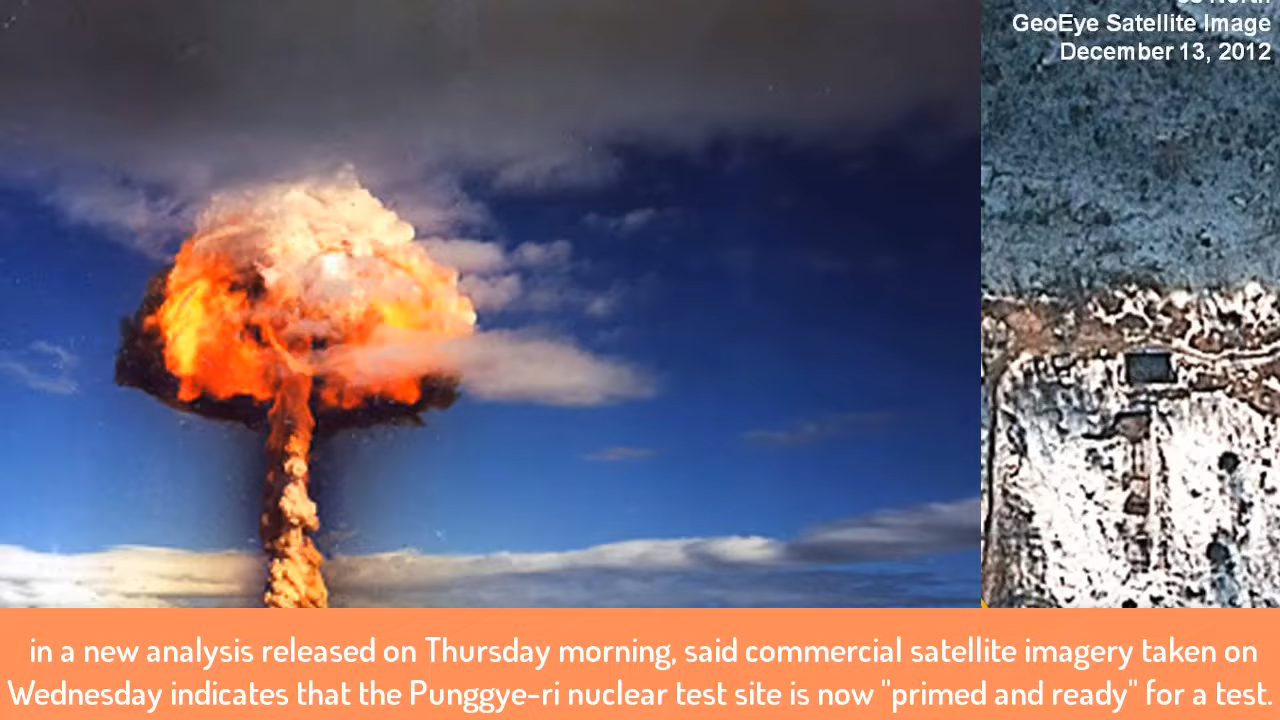 GeoEye Satellite Image
December 13, 2012
in a new analysis released on Thursday morning, said commercial satellite imagery taken on
Wednesday indicates that the Punggye-ri nuclear test site is now "primed and ready" for a test.